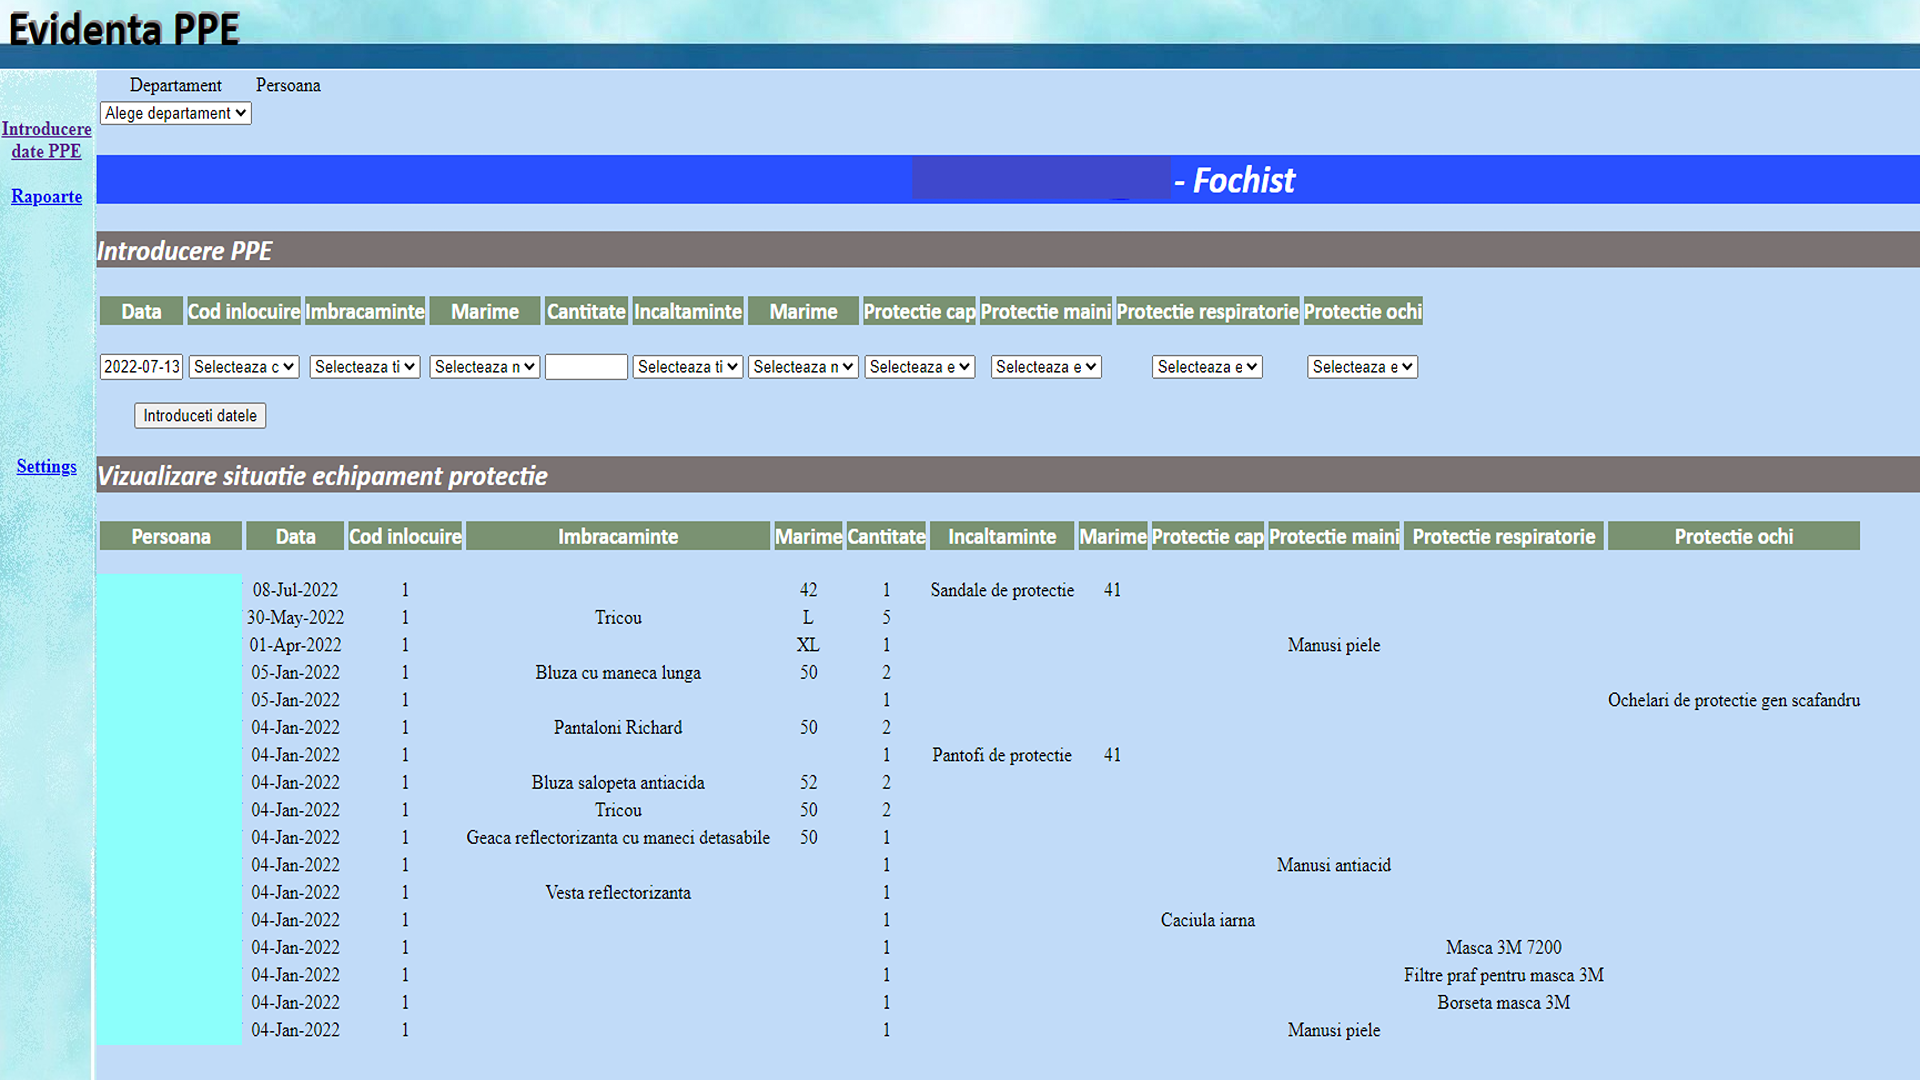 Evidenta PPE
Departament Persoana
Alege departament
Introducere
date PPE
Rapoarte
Settings
- Fochist
Introducere PPE
Data Cod inlocuire Imbracaminte Marime Cantitate Incaltaminte Marime Protectie cap Protectie maini Protectie respiratorie Protectie ochi
2022-07-13 Selecteaza c Selecteaza ti Selecteaza n Selecteaza ti Selecteaza n Selecteaza e Selecteaza e Selecteaza e Selecteaza e
Introduceti datele
Vizualizare situatie echipament protectie
Persoana Data Cod inlocuire Imbracaminte Marime Cantitate Incaltaminte Marime Protectie cap Protectie maini Protectie respiratorie Protectie ochi
08-Jul-2022 1 42 1 Sandale de protectie 41
30-May-2022 1 Tricou L 5
01-Apr-2022 1 XL 1 Manusi piele
05-Jan-2022 1 Bluza cu maneca lunga 50 2
05-Jan-2022 1 1 Ochelari de protectie gen scafandru
04-Jan-2022 1 Pantaloni Richard 50 2
04-Jan-2022 1 1 Pantofi de protectie 41
04-Jan-2022 1 Bluza salopeta antiacida 52 2
04-Jan-2022 1 Tricou 50 2
04-Jan-2022 1 Geaca reflectorizanta cu maneci detasabile 50 1
04-Jan-2022 1 1 Manusi antiacid
04-Jan-2022 1 Vesta reflectorizanta 1
04-Jan-2022 1 1 Caciula iarna
04-Jan-2022 1 1 Masca 3M 7200
04-Jan-2022 1 1 Filtre praf pentru masca 3M
04-Jan-2022 1 1 Borseta masca 3M
04-Jan-2022 1 1 Manusi piele